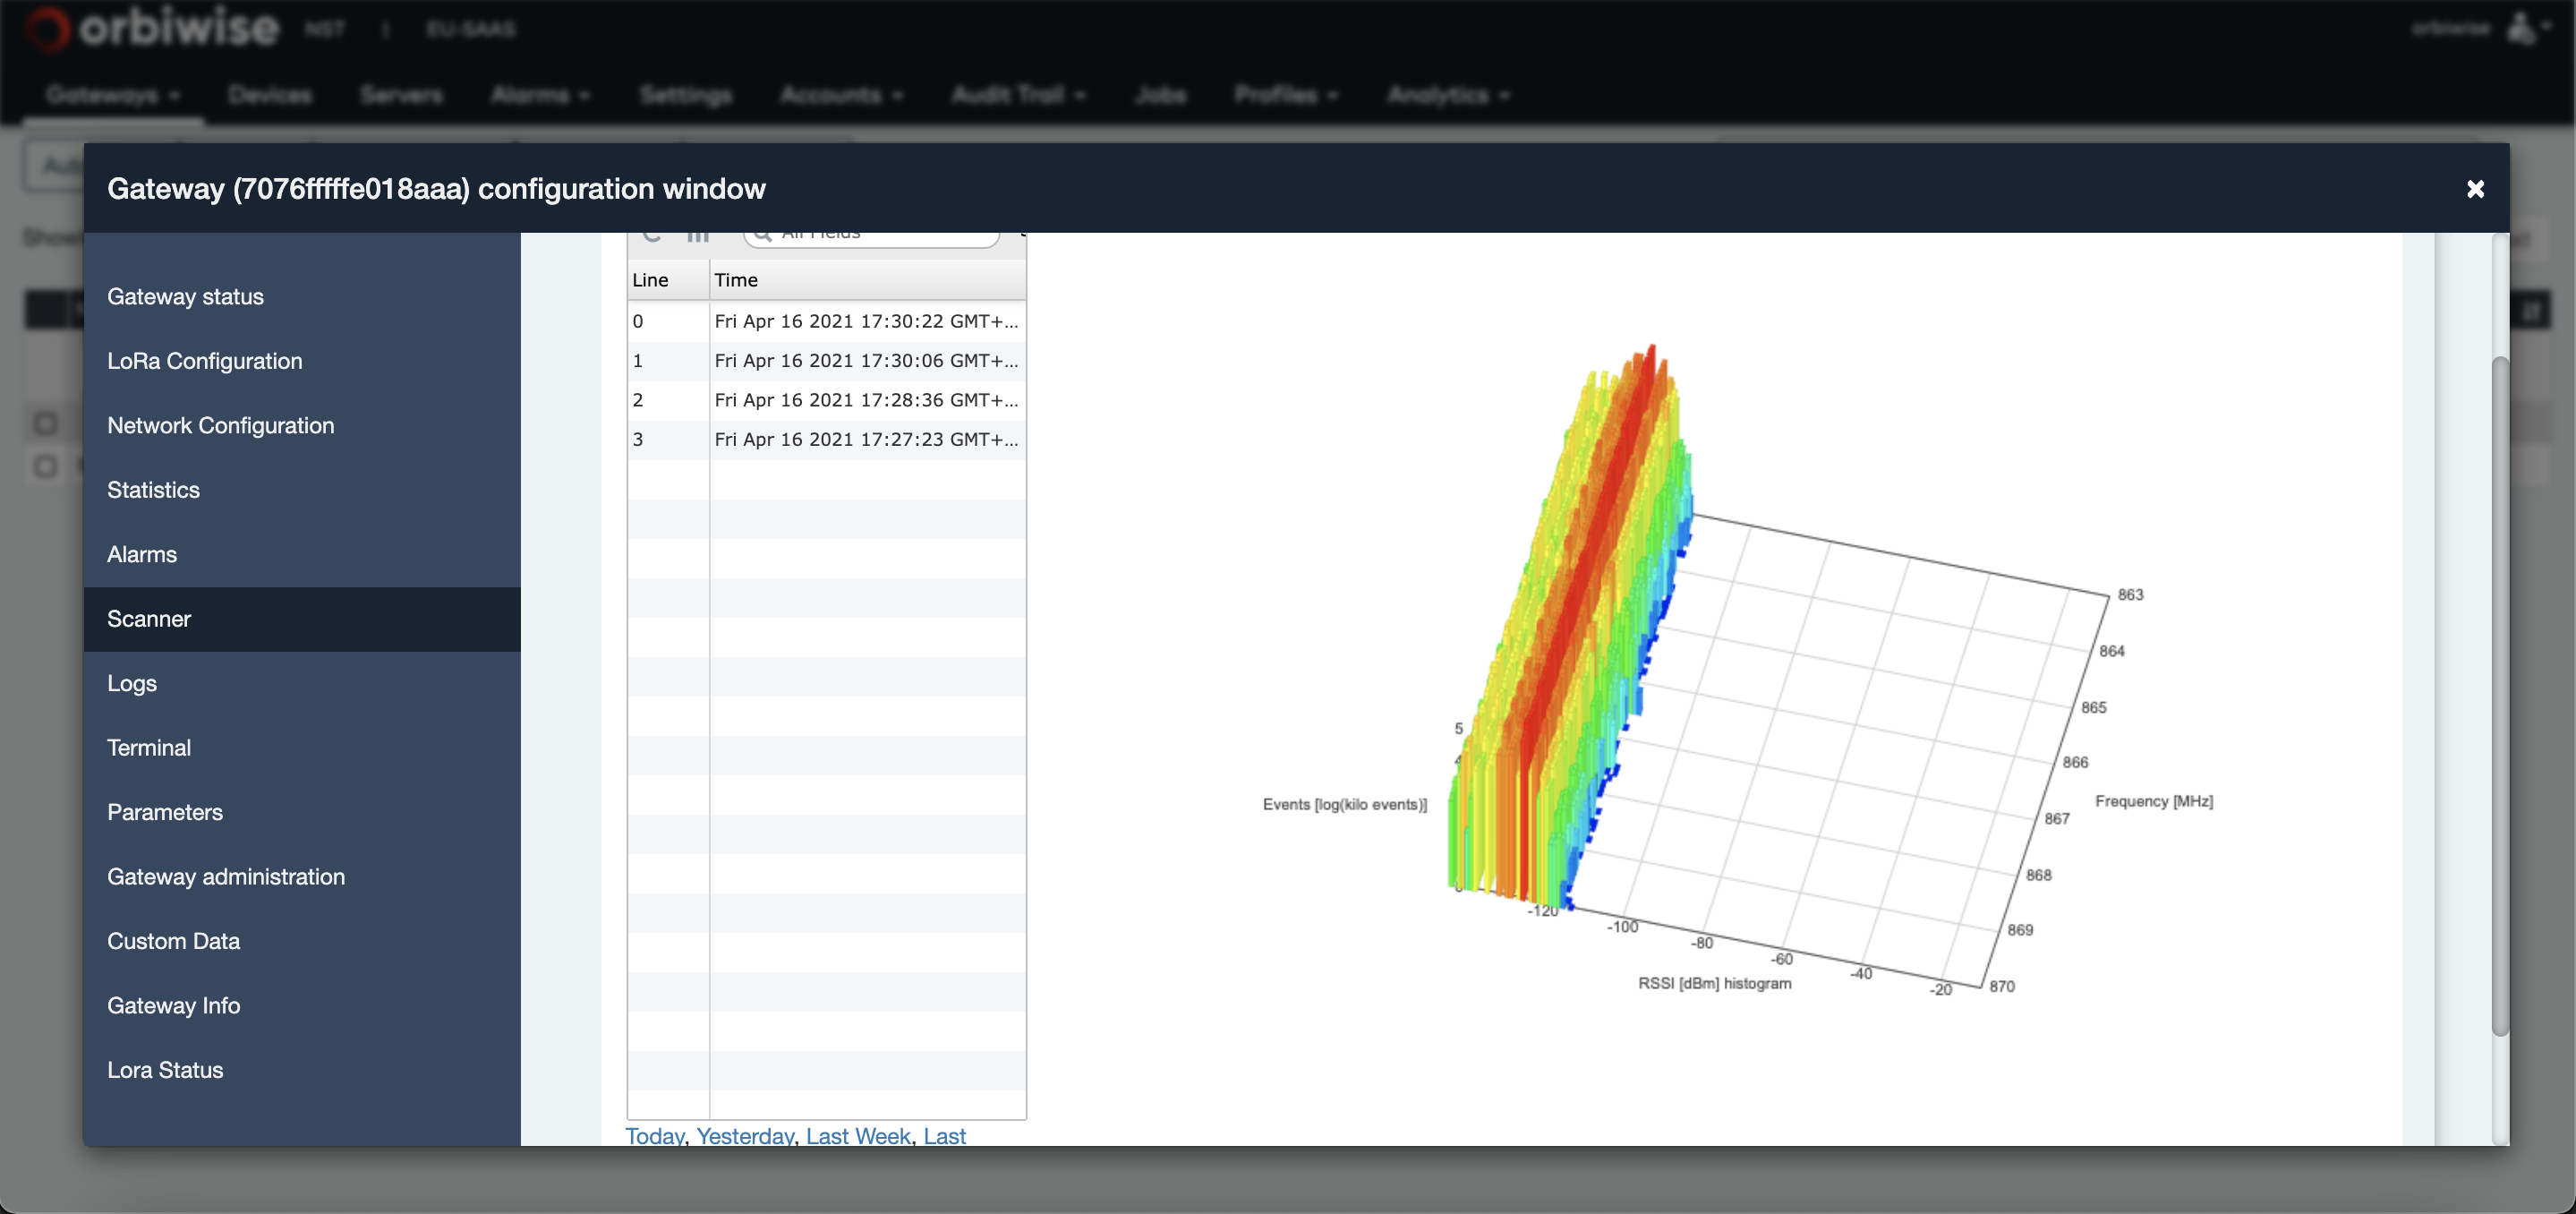 orbiwise NST | EU-SAAS orbiwise
Gateways Devices Servers Alarms Settings Accounts Audit Trail Jobs Profiles Analytics
Gateway (7076fffffe018aaa) configuration window
Gateway status
LoRa Configuration
Network Configuration
Statistics
Alarms
Scanner
Logs
Terminal
Parameters
Gateway administration
Custom Data
Gateway Info
Lora Status
All Fields
Line Time
0 Fri Apr 16 2021 17:30:22 GMT+...
1 Fri Apr 16 2021 17:30:06 GMT+...
2 Fri Apr 16 2021 17:28:36 GMT+...
3 Fri Apr 16 2021 17:27:23 GMT+...
Today, Yesterday, Last Week, Last
5
Events [log(kilo events)]
-120
-100
-80
-60
-40
-20
RSSI [dBm] histogram
863
864
865
866
867
868
869
870
Frequency [MHz]